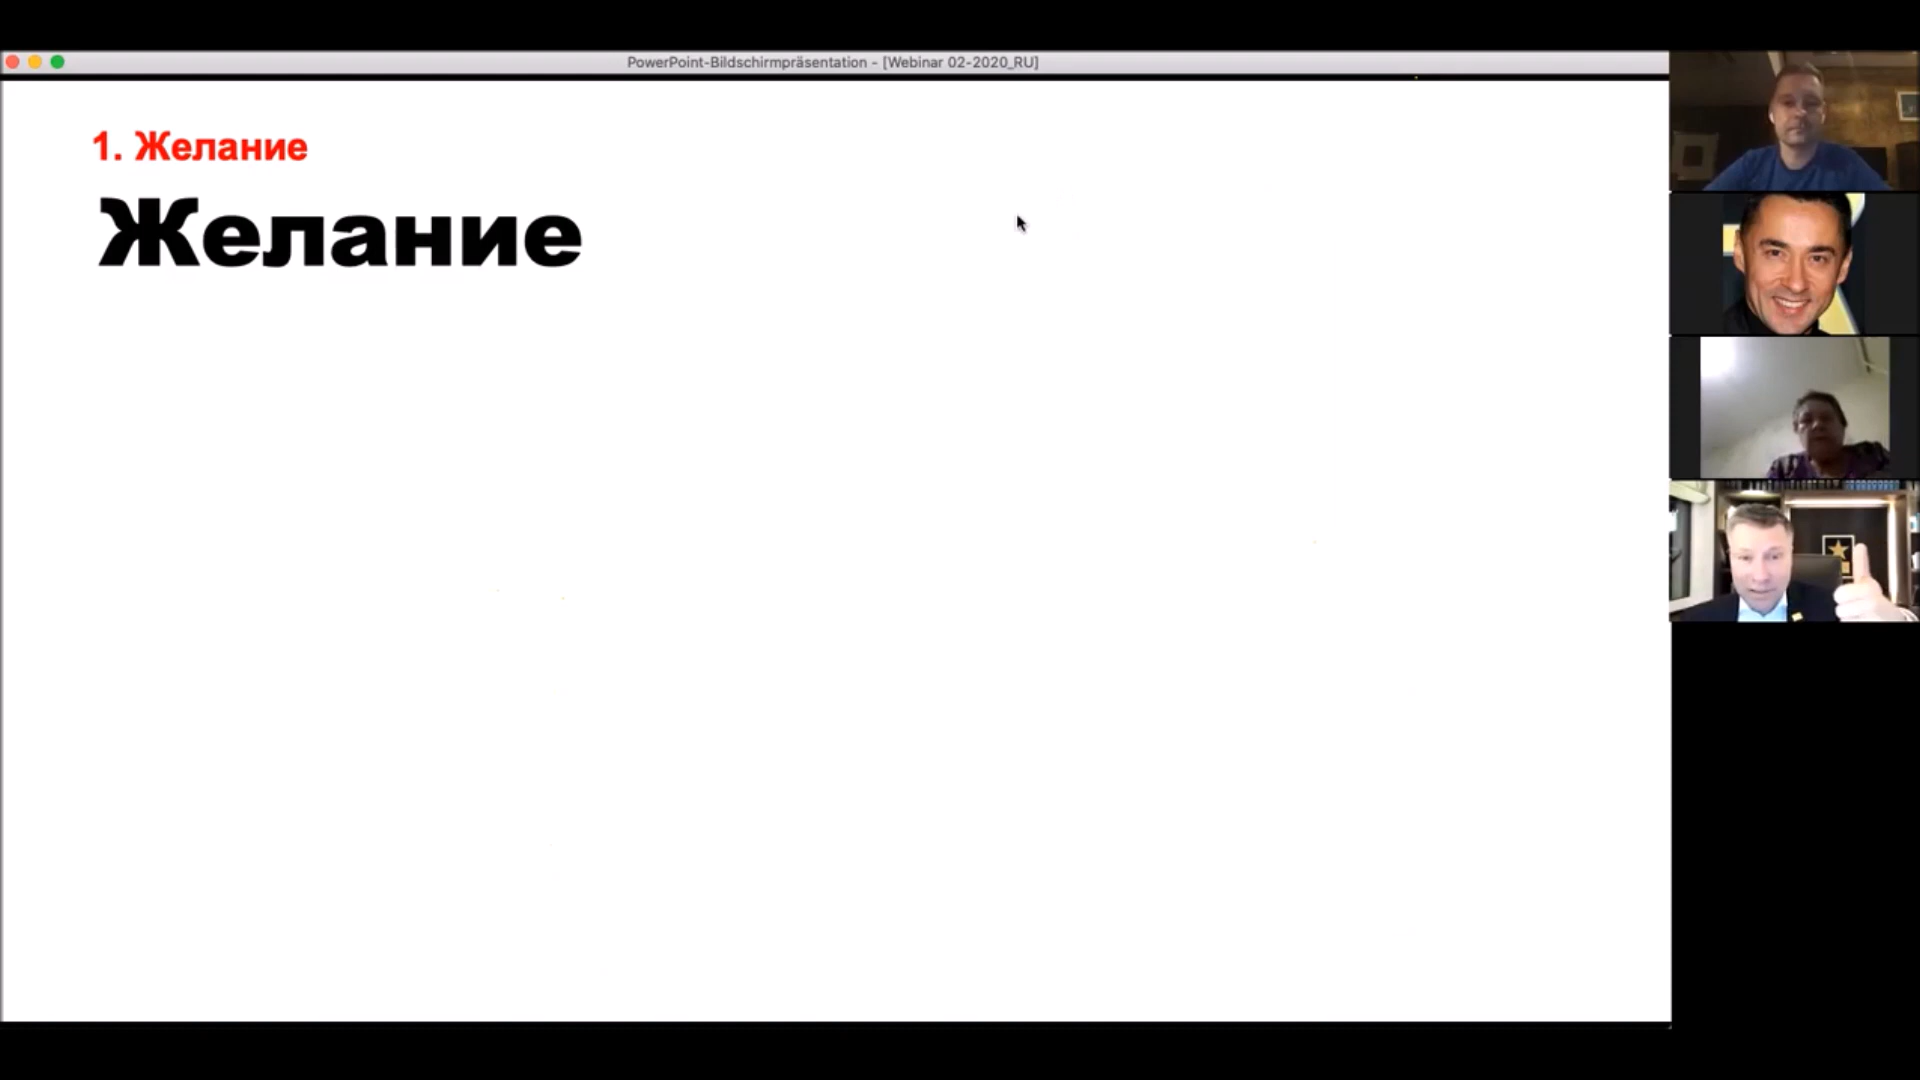 PowerPoint-Bildschirmpräsentation - [Webinar 02-2020_RU]
1. Желание
Желание